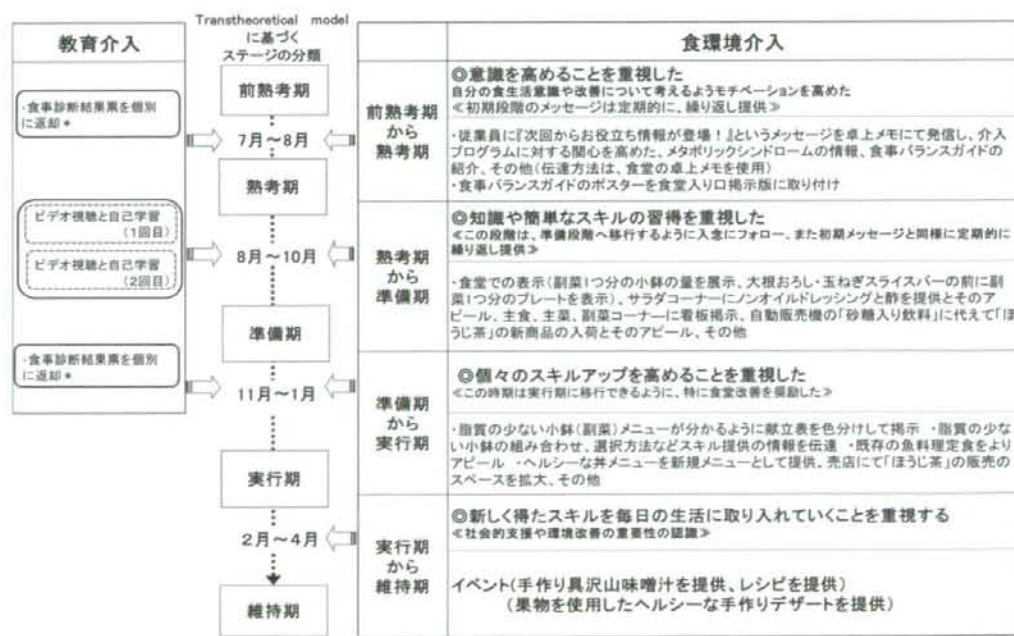 教育介入
・食事診断結果票を個別
に返却＊
ビデオ視聴と自己学習
(1回目)
ビデオ視聴と自己学習
(2回目)
・食事診断結果票を個別
に返却＊
Transtheoretical model
に基づく
ステージの分類
前熟考期
7月～8月
熟考期
8月～10月
準備期
11月～1月
実行期
2月～4月
維持期
食環境介入
前熟考期
から
熟考期
◎意識を高めることを重視した
自分の食生活意識や改善について考えるようモチベーションを高めた
≪初期段階のメッセージは定期的に、繰り返し提供≫
・従業員に『次回からお役立ち情報が登場！』というメッセージを卓上メモにて発信し、介入
プログラムに対する関心を高めた、メタボリックシンドロームの情報、食事バランスガイドの
紹介、その他(伝達方法は、食堂の卓上メモを使用)
・食事バランスガイドのポスターを食堂入り口掲示版に取り付け
熟考期
から
準備期
◎知識や簡単なスキルの習得を重視した
≪この段階は、準備段階へ移行するように入念にフォロー、また初期メッセージと同様に定期的に
繰り返し提供≫
・食堂での表示(副菜1つ分の小鉢の量を展示、大根おろし・玉ねぎスライスバーの前に副
菜1つ分のプレートを表示)、サラダコーナーにノンオイルドレッシングと酢を提供とそのア
ピール、主食、主菜、副菜コーナーに看板掲示、自動販売機の「砂糖入り飲料」に代えて「ほ
うじ茶」の新商品の入荷とそのアピール、その他
準備期
から
実行期
◎個々のスキルアップを高めることを重視した
≪この時期は実行期に移行できるように、特に食堂改善を奨励した≫
・脂質の少ない小鉢(副菜)メニューが分かるように献立表を色分けして掲示 ・脂質の少な
い小鉢の組み合わせ、選択方法などスキル提供の情報を伝達 ・既存の魚料理定食をより
アピール ・ヘルシーな丼メニューを新規メニューとして提供、売店にて「ほうじ茶」の販売の
スペースを拡大、その他
実行期
から
維持期
◎新しく得たスキルを毎日の生活に取り入れていくことを重視する
≪社会的支援や環境改善の重要性の認識≫
イベント(手作り具沢山味噌汁を提供、レシピを提供)
(果物を使用したヘルシーな手作りデザートを提供)